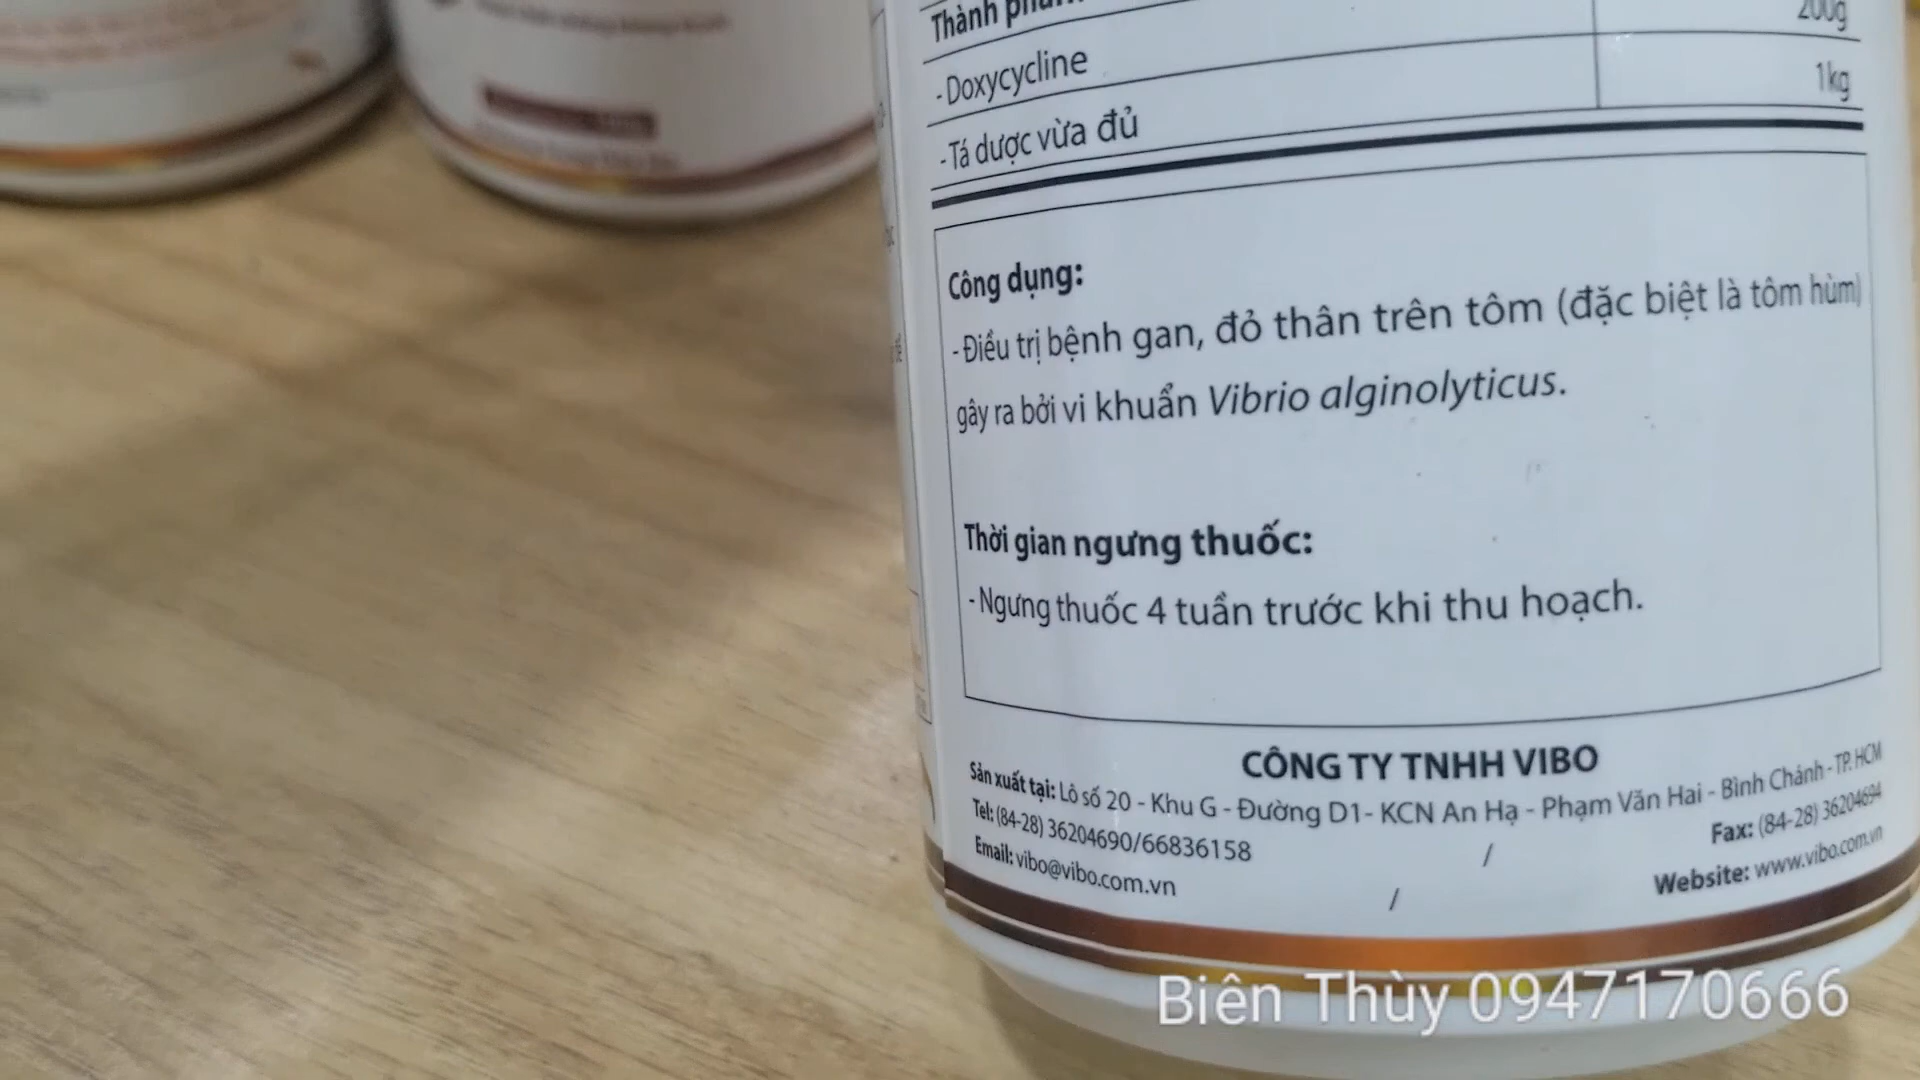 Thành phần
200g
- Doxycycline
1kg
- Tá dược vừa đủ
Công dụng:
- Điều trị bệnh gan, đỏ thân trên tôm (đặc biệt là tôm hùm)
gây ra bởi vi khuẩn Vibrio alginolyticus.
Thời gian ngưng thuốc:
- Ngưng thuốc 4 tuần trước khi thu hoạch.
CÔNG TY TNHH VIBO
Sản xuất tại: Lô số 20 - Khu G - Đường D1- KCN An Hạ - Phạm Văn Hai - Bình Chánh - TP. HCM
Tel: (84-28) 36204690/66836158 / Fax: (84-28) 36204694
Email: vibo@vibo.com.vn / Website: www.vibo.com.vn
Biên Thùy 0947170666